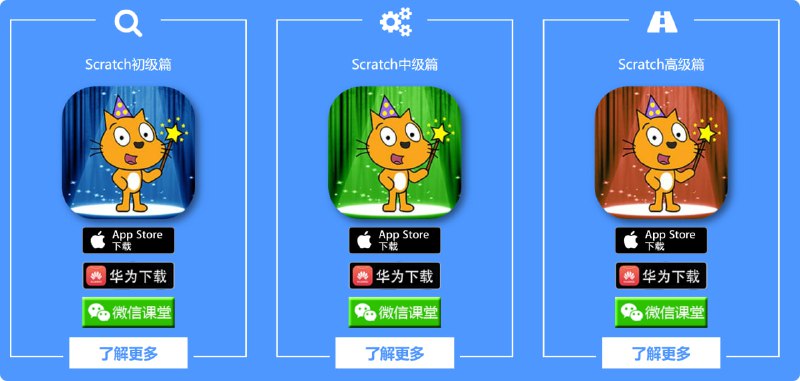 Scratch初级篇
App Store
下载
华为下载
微信课堂
了解更多
Scratch中级篇
App Store
下载
华为下载
微信课堂
了解更多
Scratch高级篇
App Store
下载
华为下载
微信课堂
了解更多